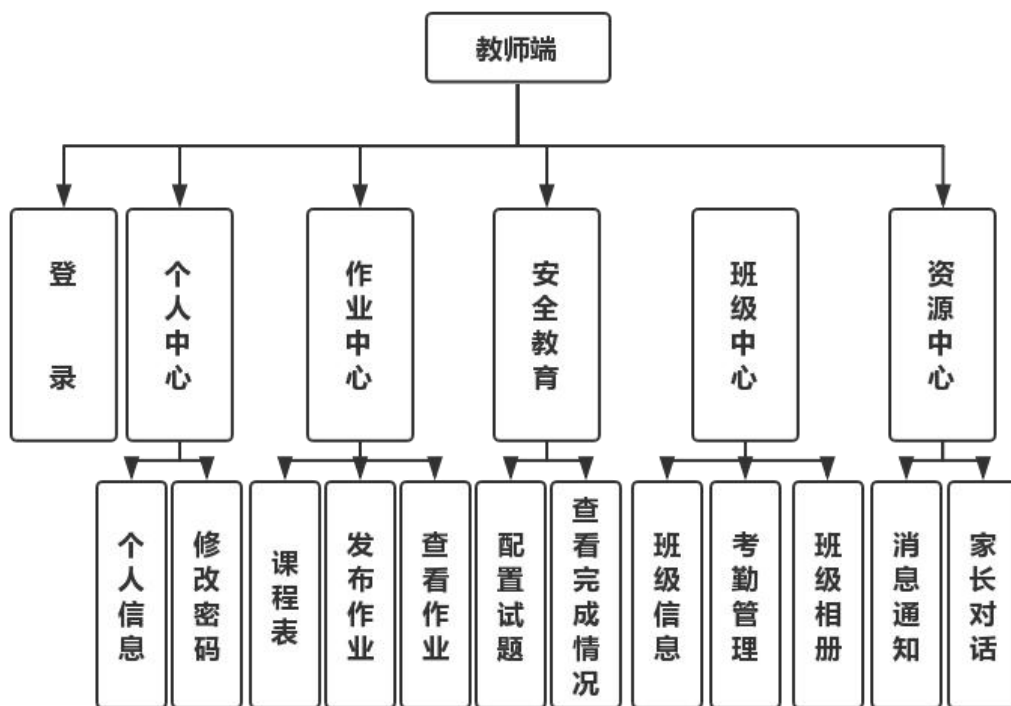 教师端
登录
个人中心
作业中心
安全教育
班级中心
资源中心
个人信息
修改密码
课程表
发布作业
查看作业
配置试题
查看完成情况
班级信息
考勤管理
班级相册
消息通知
家长对话